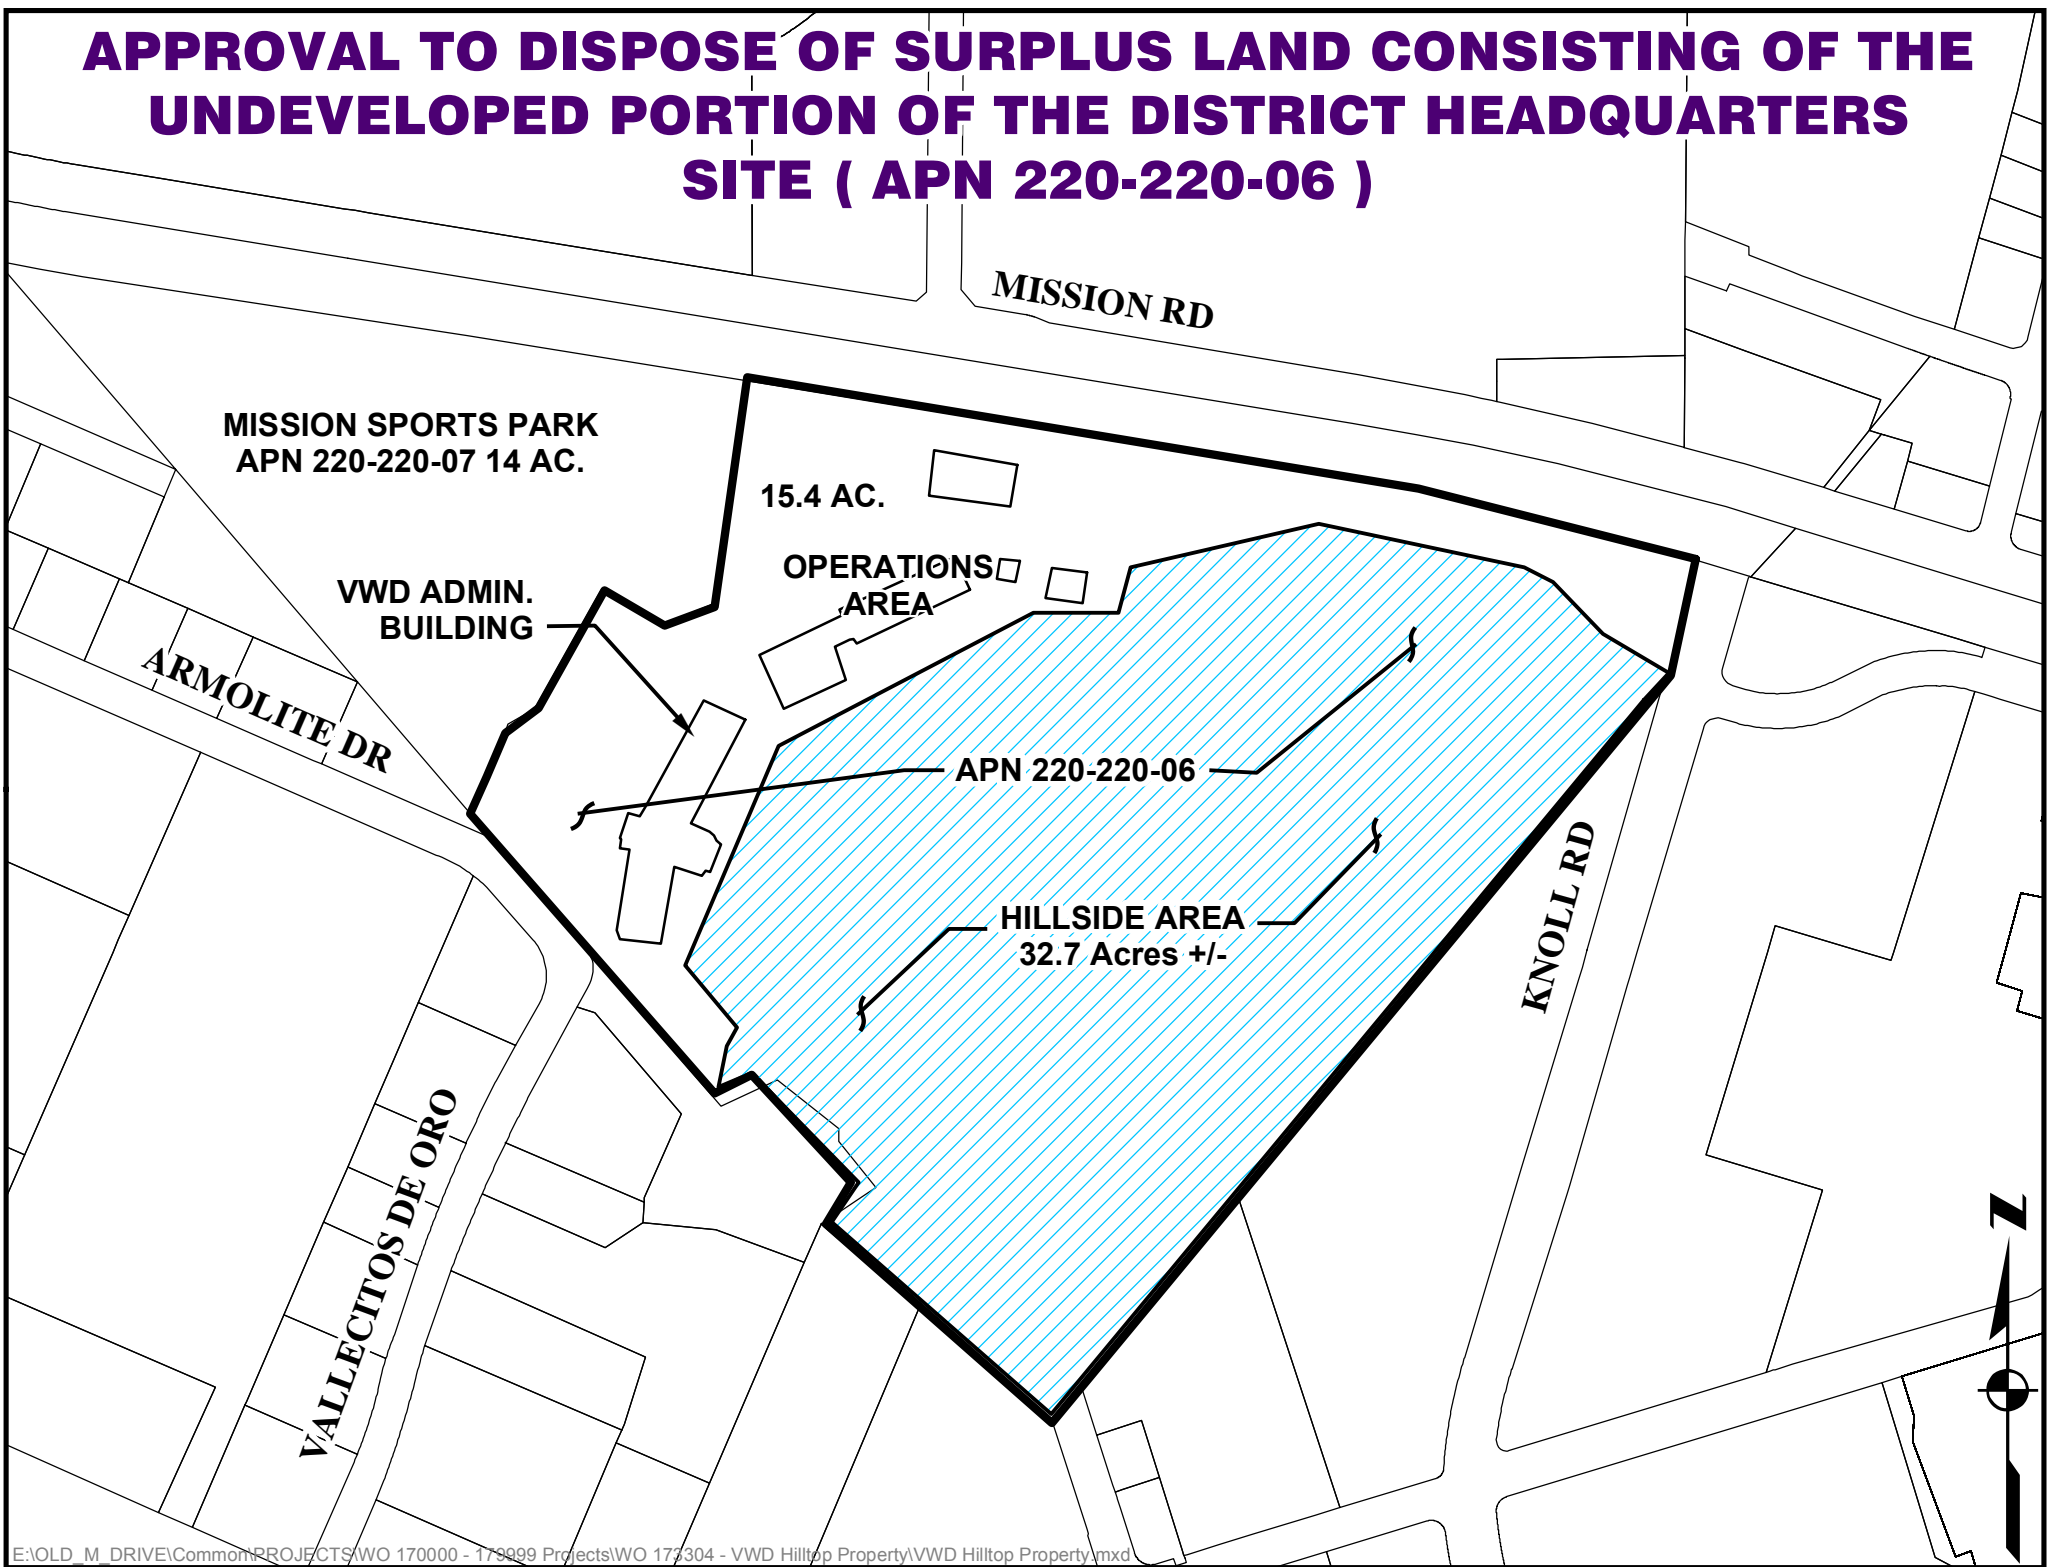 APPROVAL TO DISPOSE OF SURPLUS LAND CONSISTING OF THE
UNDEVELOPED PORTION OF THE DISTRICT HEADQUARTERS
SITE ( APN 220-220-06 )
MISSION RD
MISSION SPORTS PARK
APN 220-220-07 14 AC.
15.4 AC.
OPERATIONS
AREA
VWD ADMIN.
BUILDING
ARMOLITE DR
APN 220-220-06
HILLSIDE AREA
32.7 Acres +/-
KNOLL RD
VALLECITOS DE ORO
N
E:\OLD_M_DRIVE\Common\PROJECTS\WO 170000 - 179999 Projects\WO 173304 - VWD Hilltop Property\VWD Hilltop Property.mxd